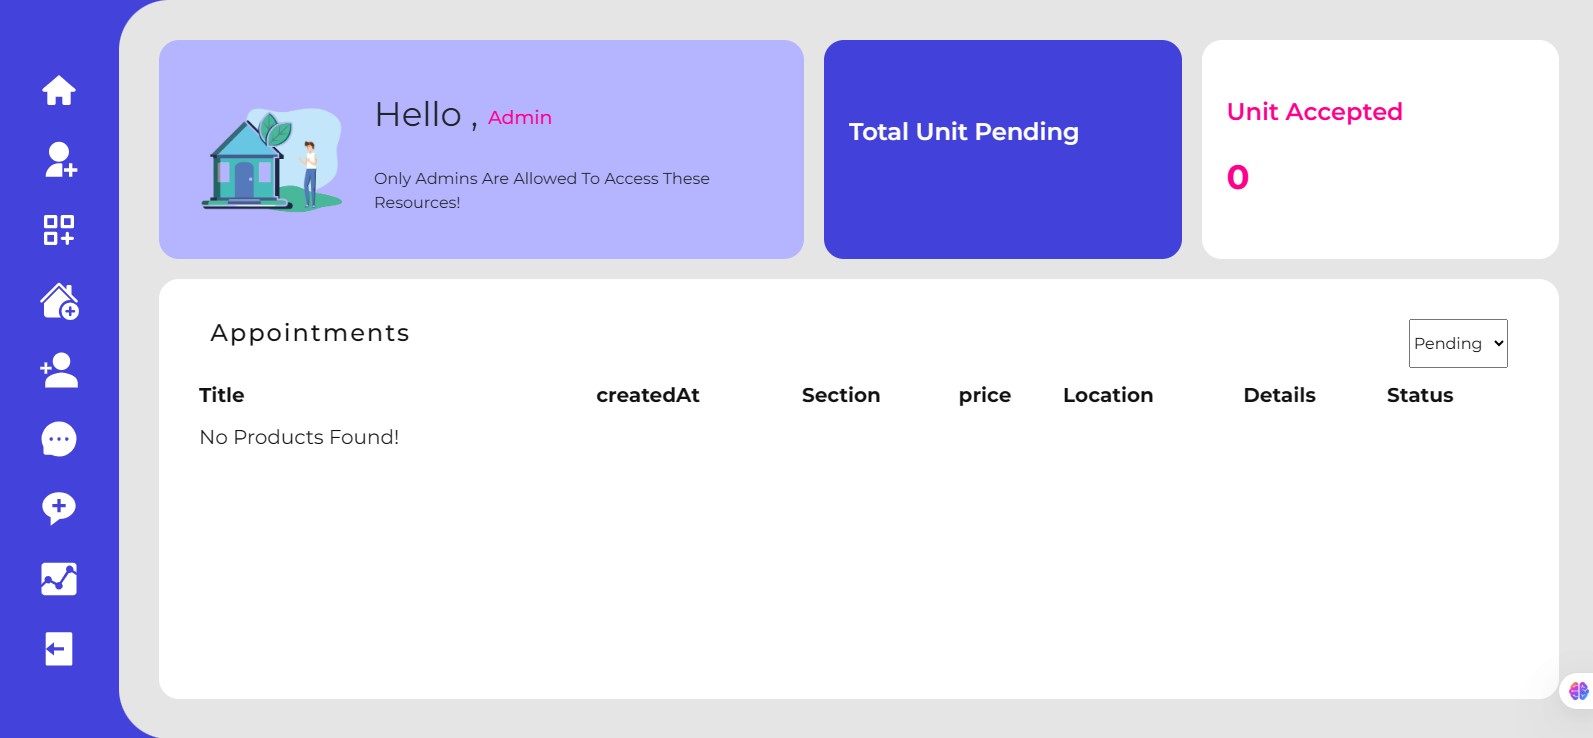 Hello , Admin
Only Admins Are Allowed To Access These
Resources!
Total Unit Pending
Unit Accepted
0
Appointments
Pending
Title createdAt Section price Location Details Status
No Products Found!